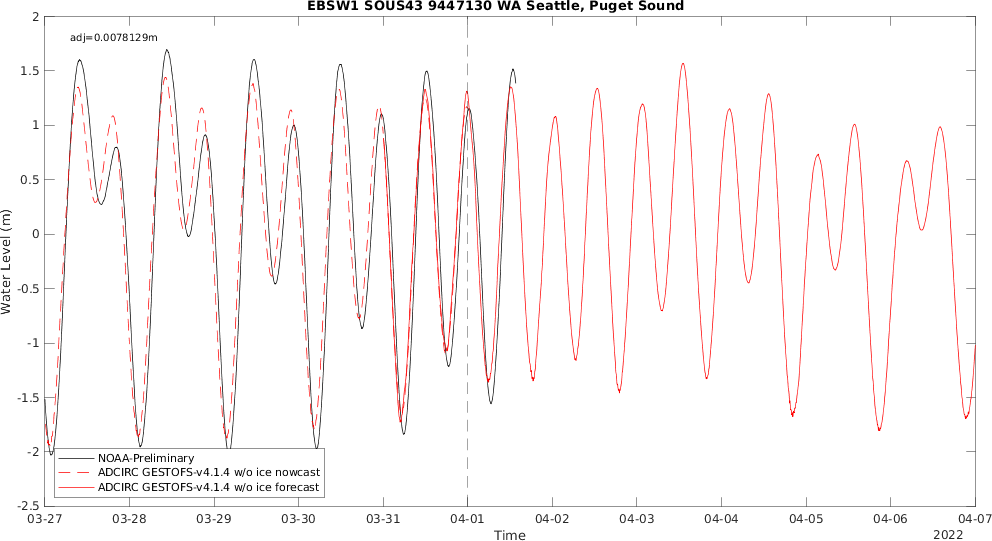 EBSW1 SOUS43 9447130 WA Seattle, Puget Sound
adj=0.0078129m
2
1.5
1
0.5
0
-0.5
-1
-1.5
-2
-2.5
Water Level (m)
NOAA-Preliminary
ADCIRC GESTOFS-v4.1.4 w/o ice nowcast
ADCIRC GESTOFS-v4.1.4 w/o ice forecast
03-27 03-28 03-29 03-30 03-31 04-01 04-02 04-03 04-04 04-05 04-06 04-07
Time
2022